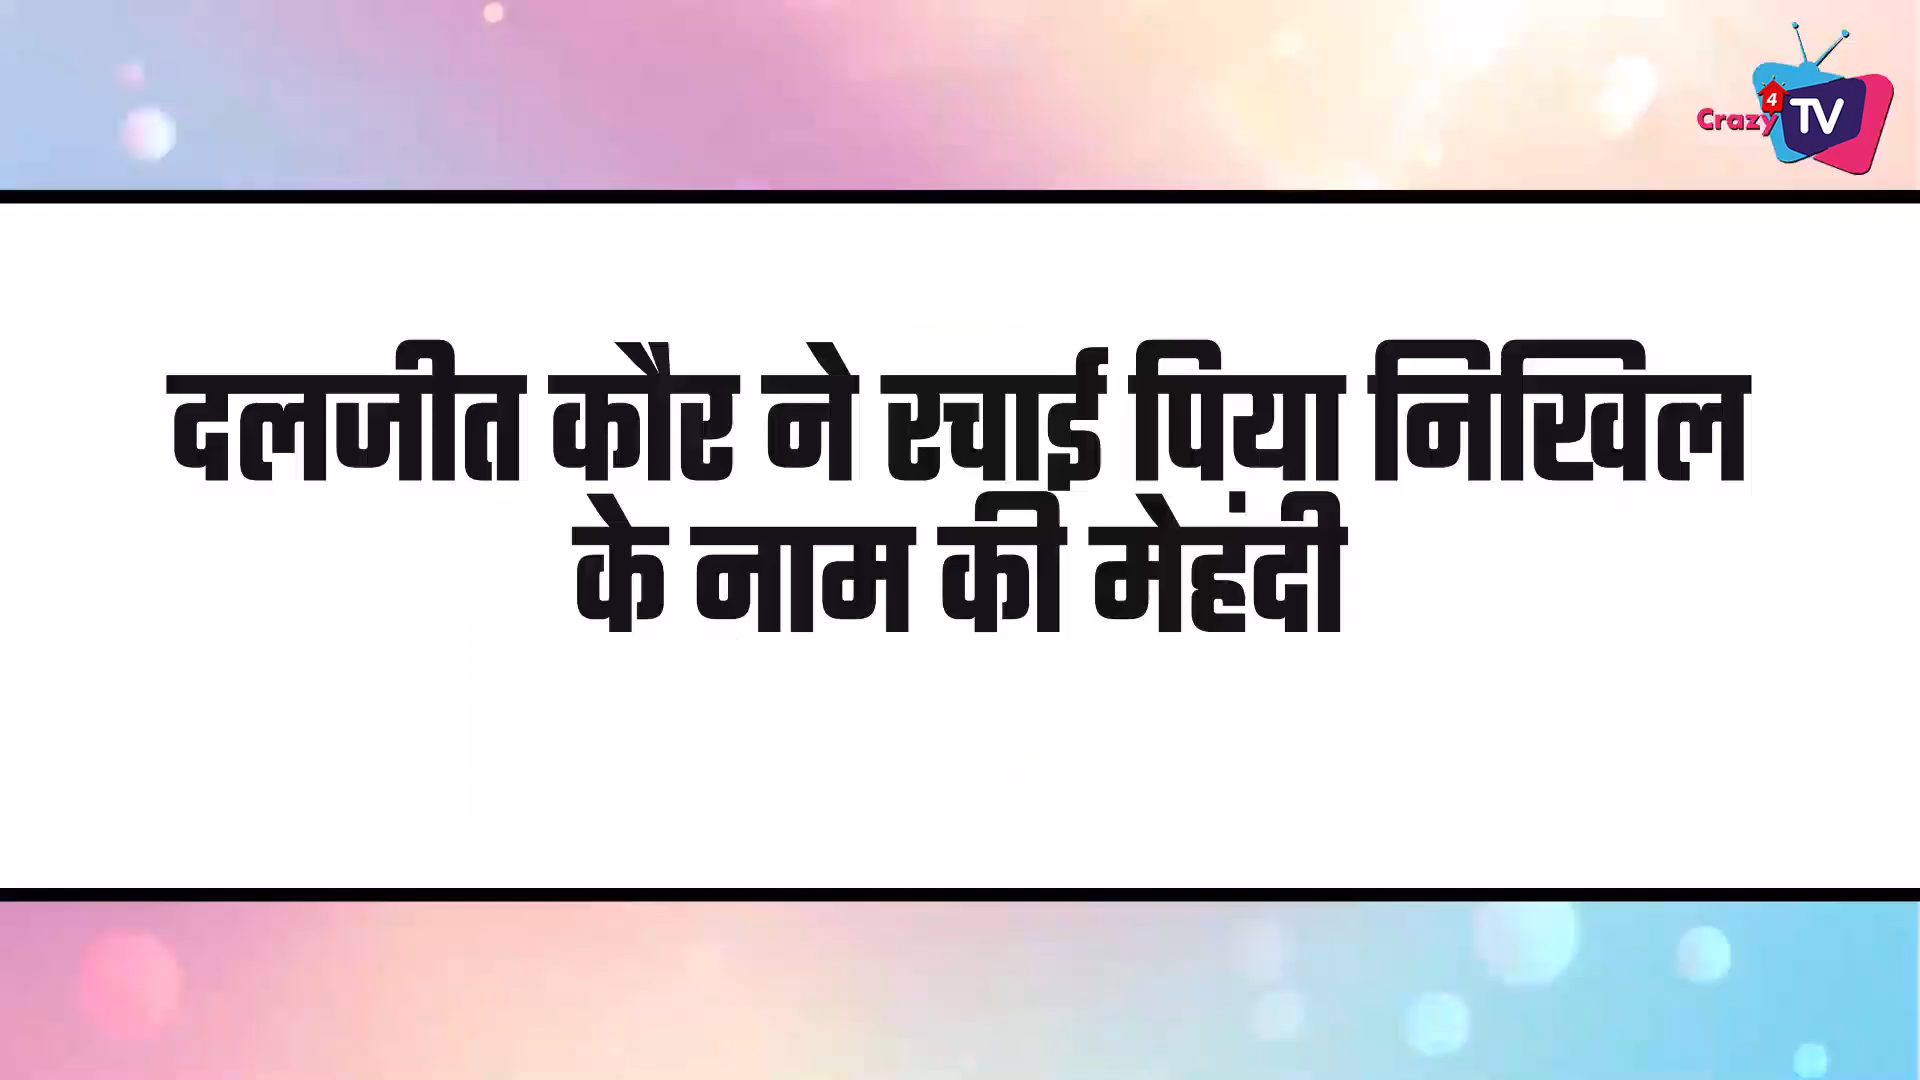 Crazy 4 TV
दलजीत कौर ने रचाई पिया निखिल
के नाम की मेहंदी